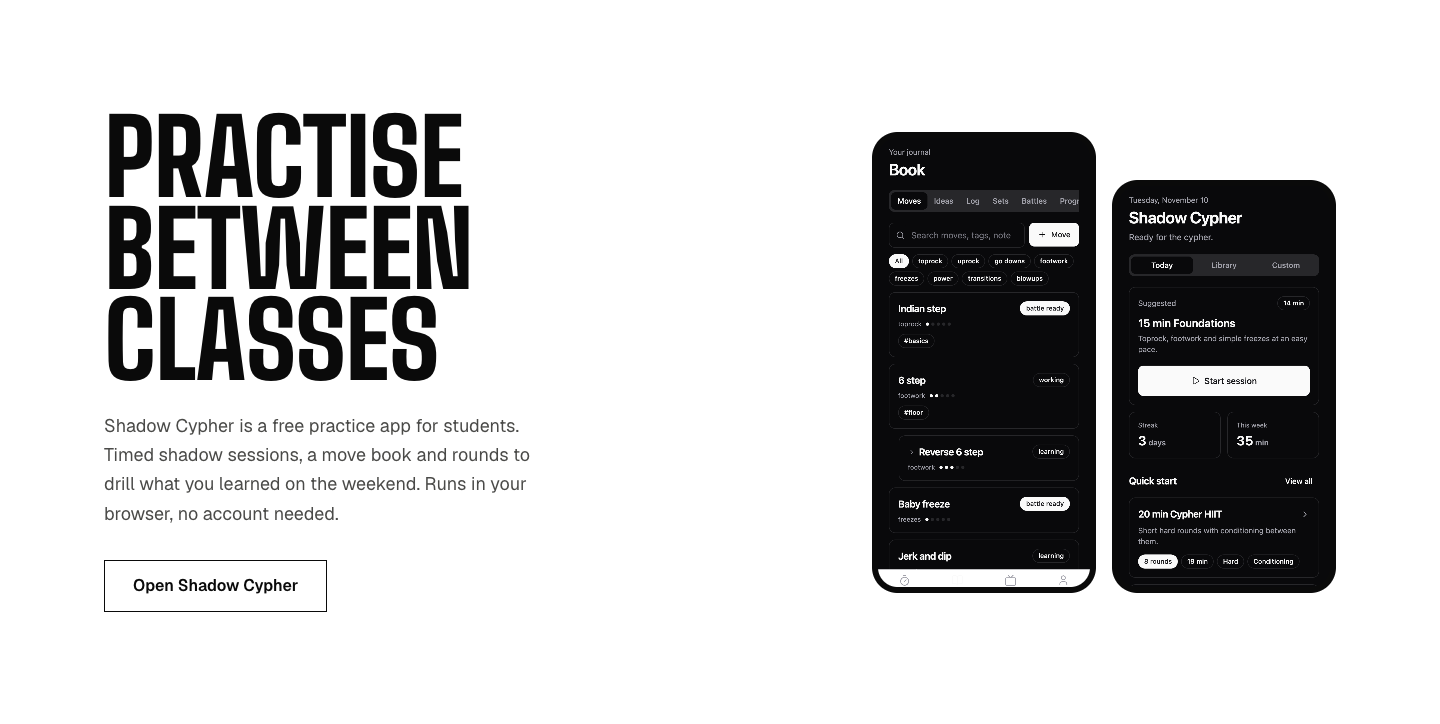 PRACTISE
BETWEEN
CLASSES
Shadow Cypher is a free practice app for students.
Timed shadow sessions, a move book and rounds to
drill what you learned on the weekend. Runs in your
browser, no account needed.
Open Shadow Cypher
Your journal
Book
Moves Ideas Log Sets Battles Progr
Search moves, tags, note + Move
All toprock uprock go downs footwork
freezes power transitions blowups
Indian step battle ready
toprock
#basics
6 step working
footwork
#floor
Reverse 6 step learning
footwork
Baby freeze battle ready
freezes
Jerk and dip learning
Tuesday, November 10
Shadow Cypher
Ready for the cypher.
Today Library Custom
Suggested 14 min
15 min Foundations
Toprock, footwork and simple freezes at an easy
pace.
Start session
Streak This week
3 days 35 min
Quick start View all
20 min Cypher HIIT
Short hard rounds with conditioning between
them.
8 rounds 19 min Hard Conditioning